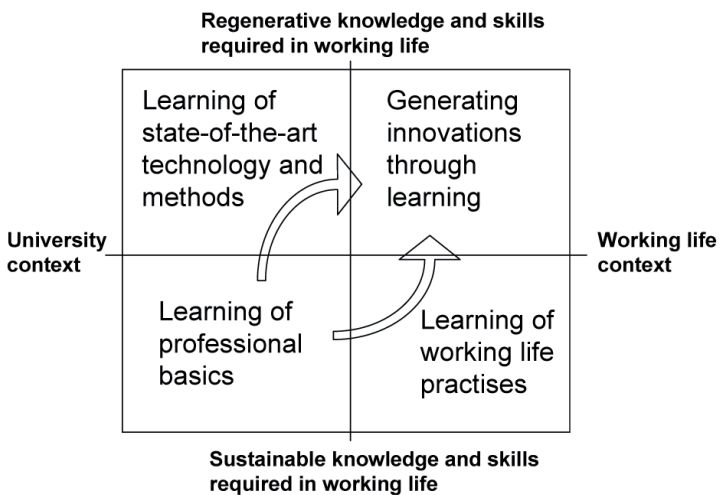 Regenerative knowledge and skills
required in working life
Learning of
state-of-the-art
technology and
methods
Generating
innovations
through
learning
University
context
Working life
context
Learning of
professional
basics
Learning of
working life
practises
Sustainable knowledge and skills
required in working life